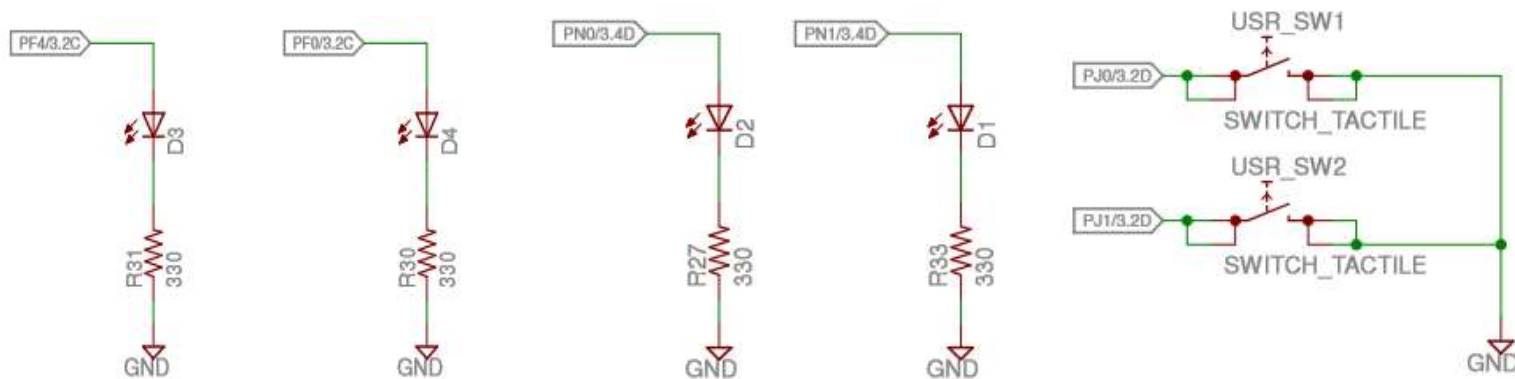 PF4/3.2C
D3
R31
330
GND
PF0/3.2C
D4
R30
330
GND
PN0/3.4D
D2
R27
330
GND
PN1/3.4D
D1
R33
330
GND
USR_SW1
PJ0/3.2D
SWITCH_TACTILE
USR_SW2
PJ1/3.2D
SWITCH_TACTILE
GND